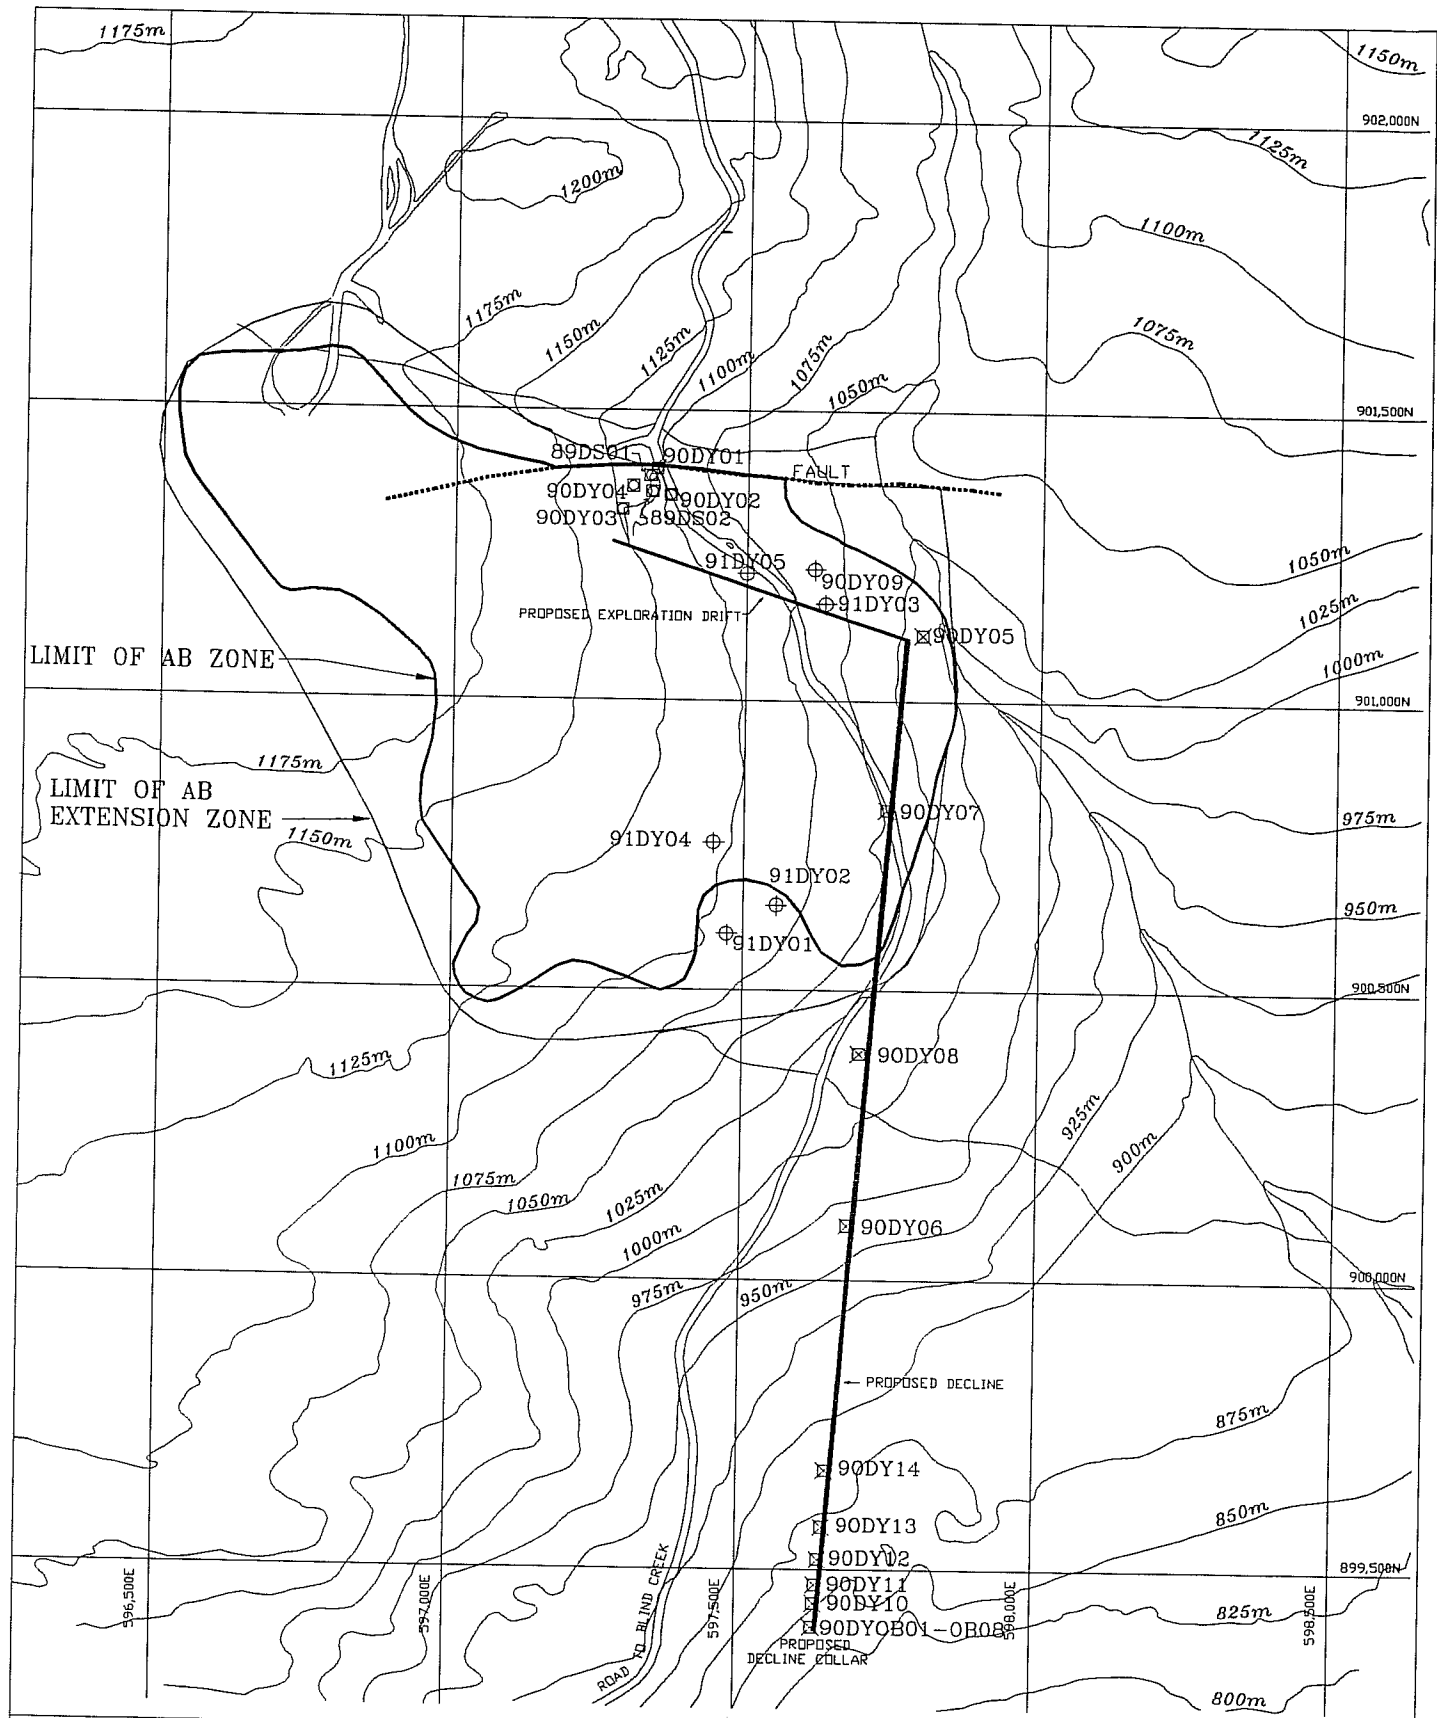 1175m
1150m
902,000N
1125m
1200m
1100m
1175m
1150m
1125m
1100m
1075m
1050m
1075m
901,500N
89DS01
90DY01
FAULT
90DY04
90DY02
90DY03
89DS02
91DY05
90DY09
91DY03
1050m
1025m
PROPOSED EXPLORATION DRIFT
90DY05
1000m
LIMIT OF AB ZONE
901,000N
1175m
LIMIT OF AB
EXTENSION ZONE
1150m
90DY07
975m
91DY04
91DY02
950m
91DY01
900,500N
1125m
90DY08
1100m
925m
900m
1075m
1050m
1025m
1000m
90DY06
975m
950m
900,000N
PROPOSED DECLINE
875m
90DY14
850m
90DY13
90DY12
899,500N
90DY11
90DY10
825m
90DYOB01-OB08
PROPOSED
DECLINE COLLAR
596,500E
597,000E
ROAD TO BLIND CREEK
597,500E
598,000E
598,500E
800m